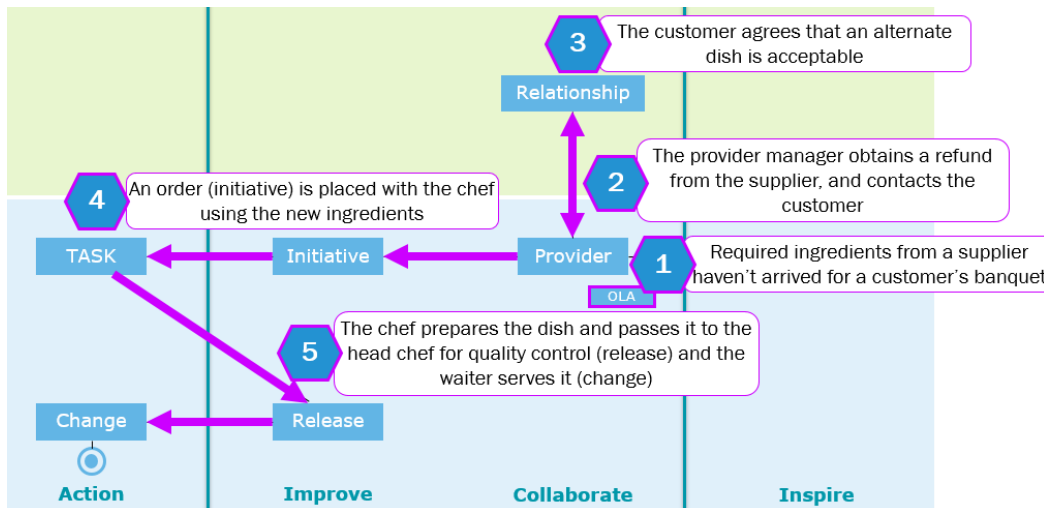 3
The customer agrees that an alternate
dish is acceptable
Relationship
2
The provider manager obtains a refund
from the supplier, and contacts the
customer
4
An order (initiative) is placed with the chef
using the new ingredients
TASK
Initiative
Provider
1
Required ingredients from a supplier
haven't arrived for a customer's banquet
OLA
5
The chef prepares the dish and passes it to the
head chef for quality control (release) and the
waiter serves it (change)
Change
Release
Action
Improve
Collaborate
Inspire